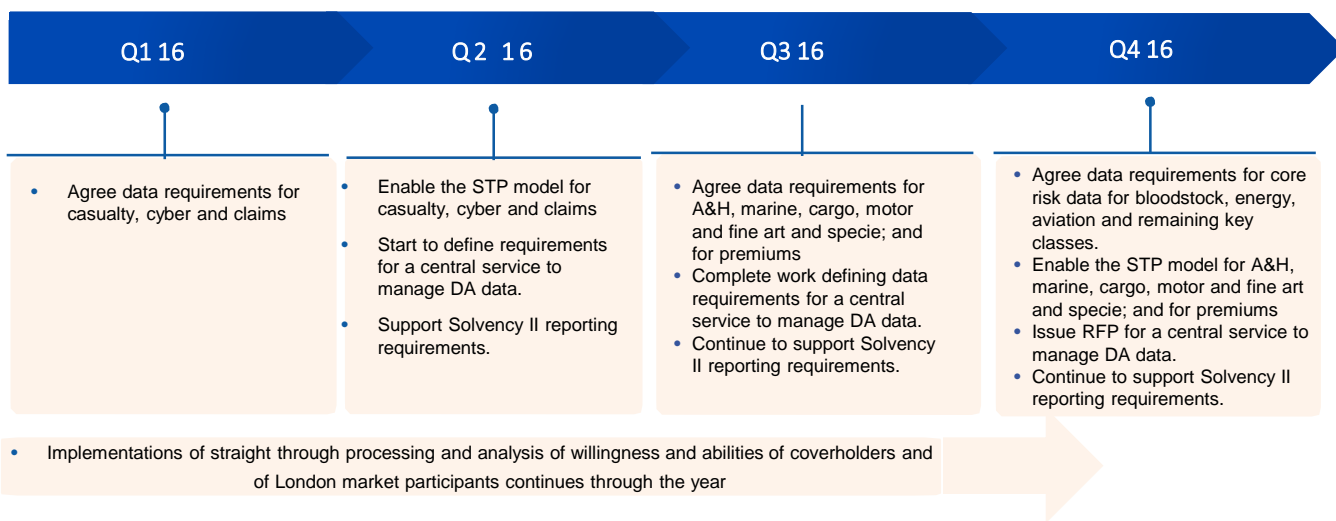 Q1 16
Q2 16
Q3 16
Q4 16
• Agree data requirements for
casualty, cyber and claims
• Enable the STP model for
casualty, cyber and claims
• Start to define requirements
for a central service to
manage DA data.
• Support Solvency II reporting
requirements.
• Agree data requirements for
A&H, marine, cargo, motor
and fine art and specie; and
for premiums
• Complete work defining data
requirements for a central
service to manage DA data.
• Continue to support Solvency
II reporting requirements.
• Agree data requirements for core
risk data for bloodstock, energy,
aviation and remaining key
classes.
• Enable the STP model for A&H,
marine, cargo, motor and fine art
and specie; and for premiums
• Issue RFP for a central service to
manage DA data.
• Continue to support Solvency II
reporting requirements.
• Implementations of straight through processing and analysis of willingness and abilities of coverholders and
of London market participants continues through the year